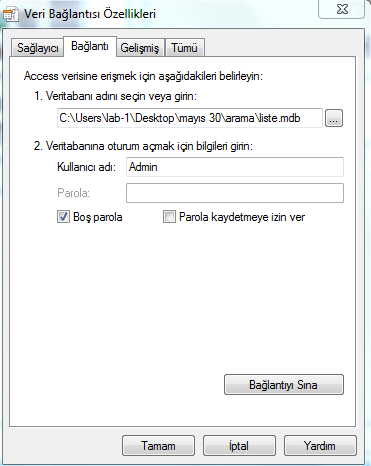 Veri Bağlantısı Özellikleri
Sağlayıcı Bağlantı Gelişmiş Tümü
Access verisine erişmek için aşağıdakileri belirleyin:
1. Veritabanı adını seçin veya girin:
C:\Users\lab-1\Desktop\mayıs 30\arama\liste.mdb ...
2. Veritabanına oturum açmak için bilgileri girin:
Kullanıcı adı: Admin
Parola:
Boş parola Parola kaydetmeye izin ver
Bağlantıyı Sına
Tamam İptal Yardım